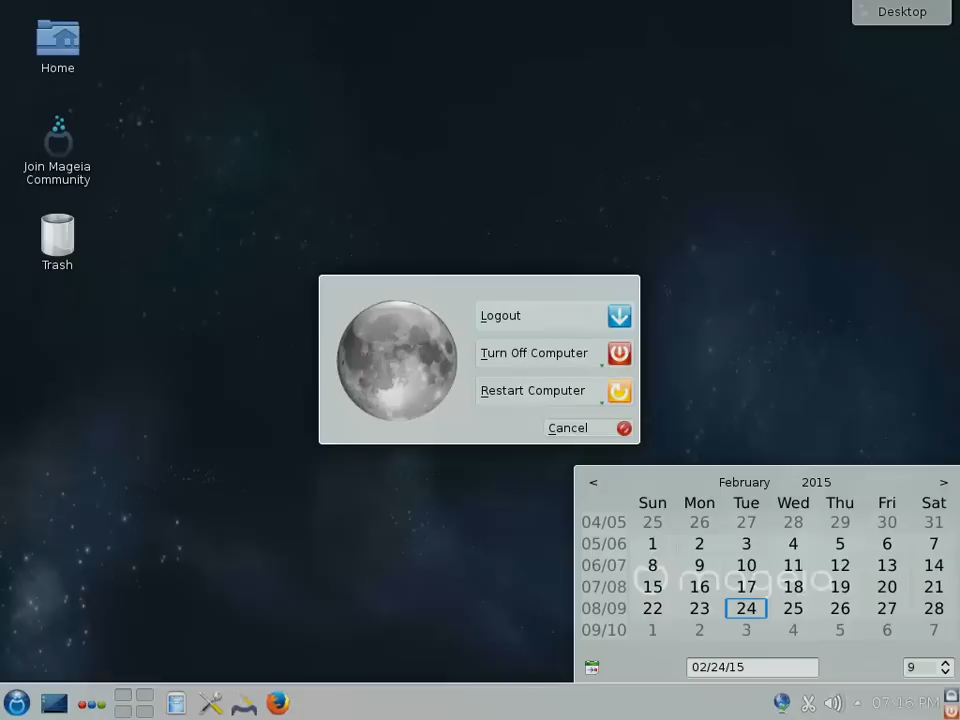 Desktop
Home
Join Mageia
Community
Trash
Logout
Turn Off Computer
Restart Computer
Cancel
< February 2015 >
Sun Mon Tue Wed Thu Fri Sat
04/05 25 26 27 28 29 30 31
05/06 1 2 3 4 5 6 7
06/07 8 9 10 11 12 13 14
07/08 15 16 17 18 19 20 21
08/09 22 23 24 25 26 27 28
09/10 1 2 3 4 5 6 7
mageia
02/24/15 9
07:16 PM